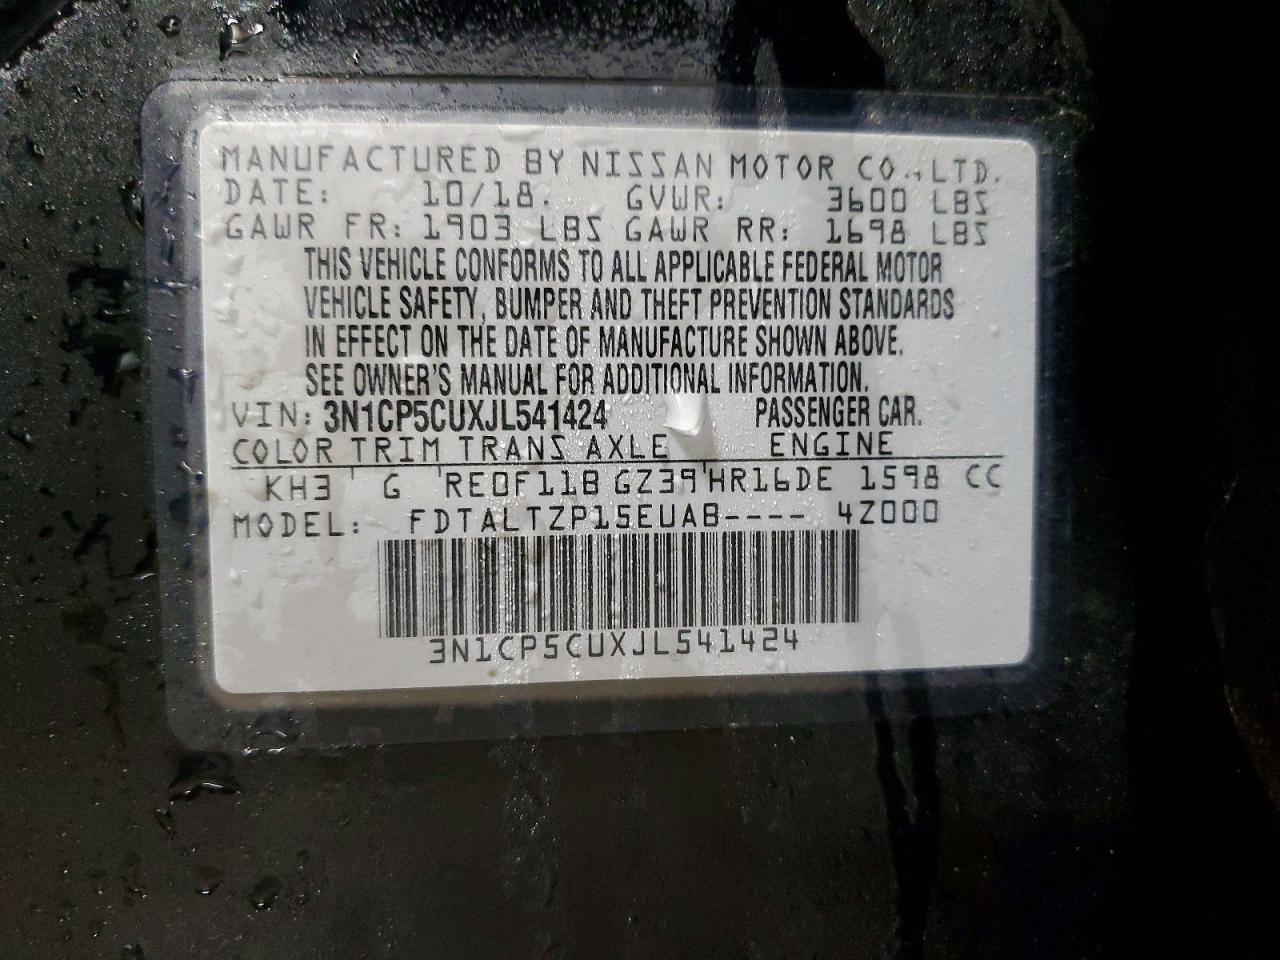 MANUFACTURED BY NISSAN MOTOR CO., LTD.
DATE: 10/18. GVWR: 3600 LBS
GAWR FR: 1903 LBS GAWR RR: 1698 LBS
THIS VEHICLE CONFORMS TO ALL APPLICABLE FEDERAL MOTOR
VEHICLE SAFETY, BUMPER AND THEFT PREVENTION STANDARDS
IN EFFECT ON THE DATE OF MANUFACTURE SHOWN ABOVE.
SEE OWNER'S MANUAL FOR ADDITIONAL INFORMATION.
VIN: 3N1CP5CUXJL541424 PASSENGER CAR.
COLOR TRIM TRANS AXLE ENGINE
KH3 ' G 'RE0F11B GZ39'HR16DE 1598 CC
MODEL: FDTALTZP15EUAB---- 4Z000
3N1CP5CUXJL541424